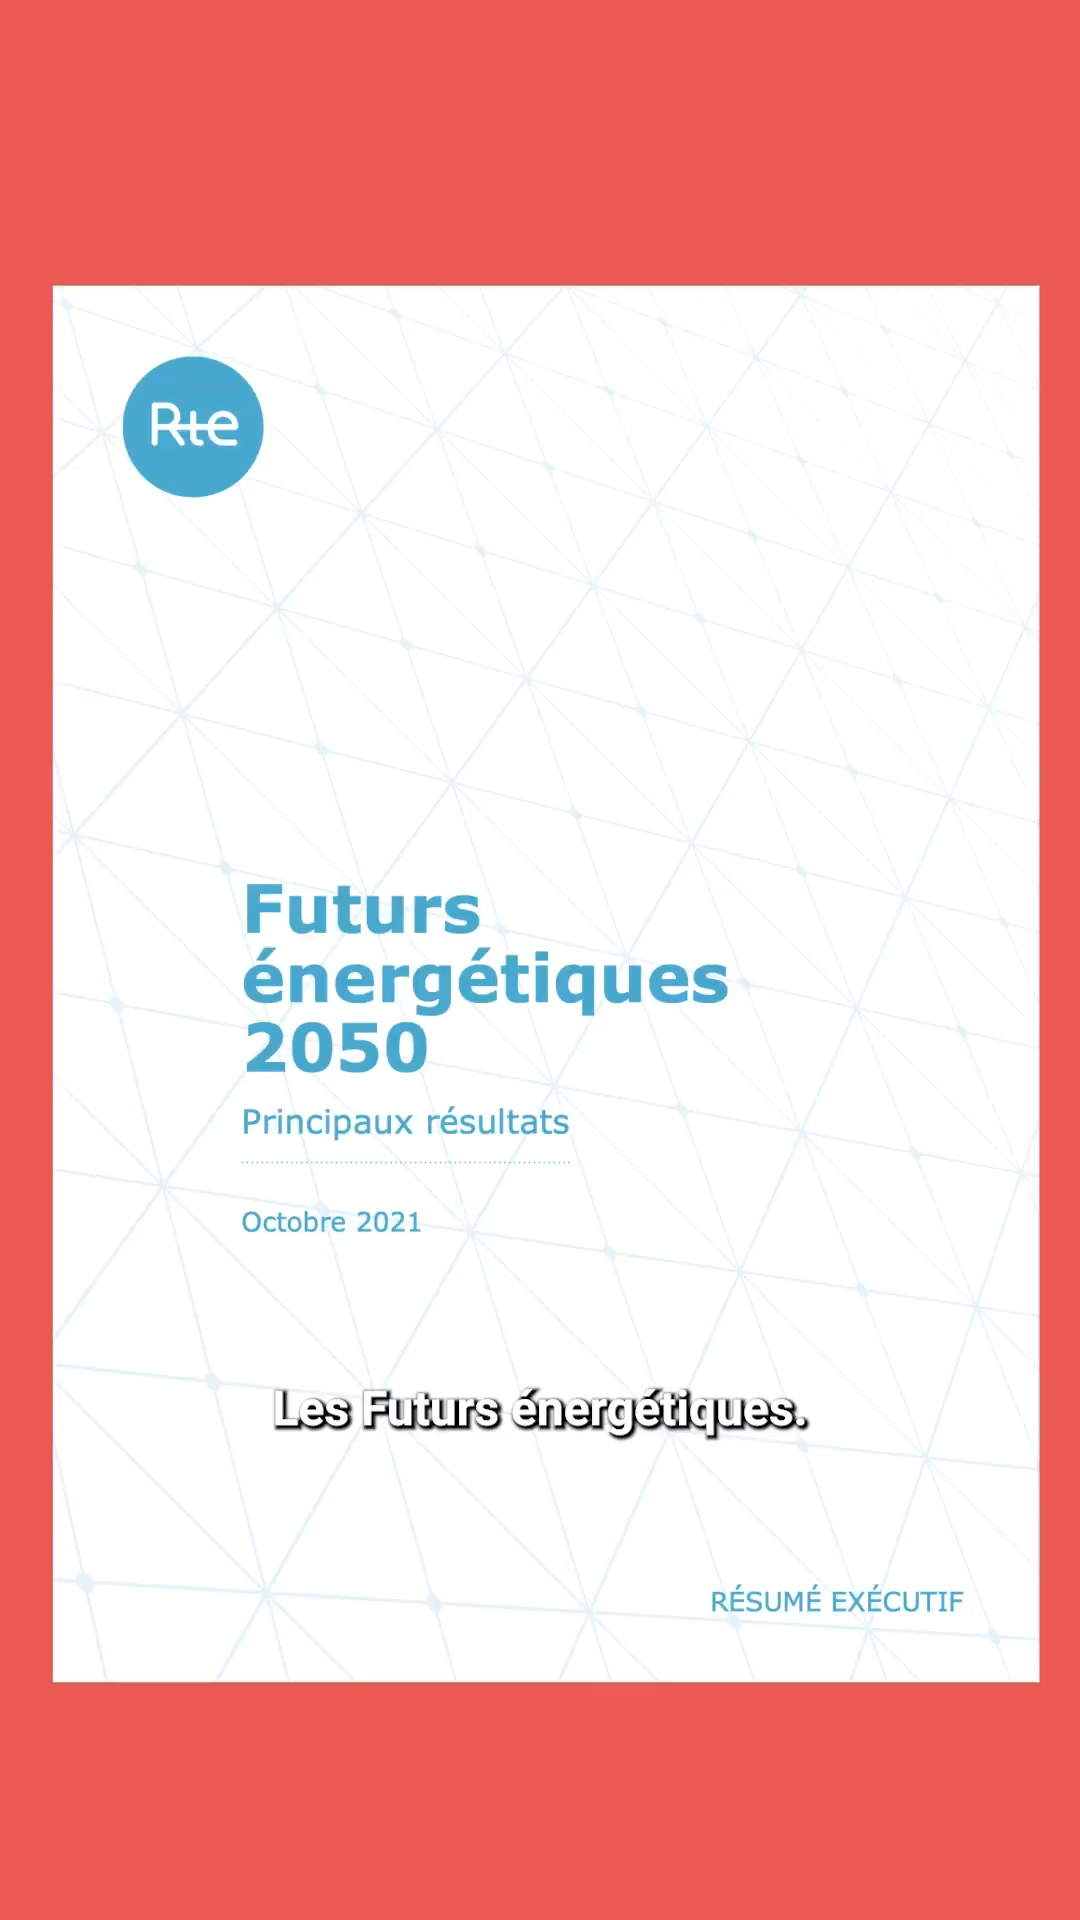 Rte
Futurs
énergétiques
2050
Principaux résultats
Octobre 2021
Les Futurs énergétiques.
RÉSUMÉ EXÉCUTIF